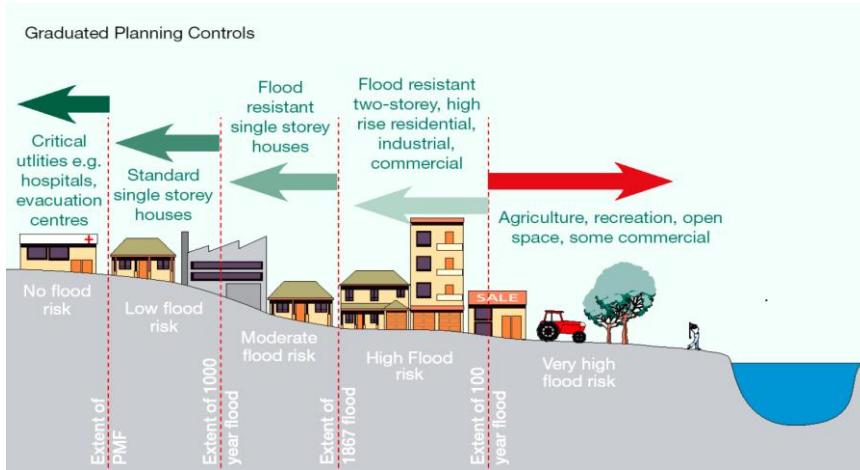 Graduated Planning Controls
Critical
utlities e.g.
hospitals,
evacuation
centres
Standard
single storey
houses
Flood
resistant
single storey
houses
Flood resistant
two-storey, high
rise residential,
industrial,
commercial
Agriculture, recreation, open
space, some commercial
SALE
No flood
risk
Low flood
risk
Moderate
flood risk
High Flood
risk
Very high
flood risk
Extent of
PMF
Extent of 1000
year flood
Extent of
1867 flood
Extent of 100
year flood